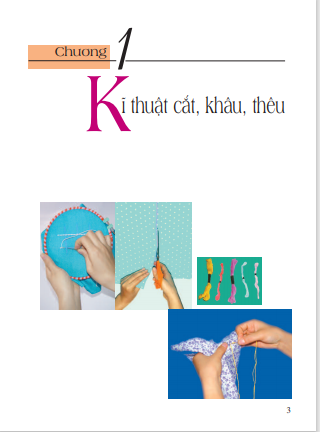 Chương 1
Kĩ thuật cắt, khâu, thêu
3